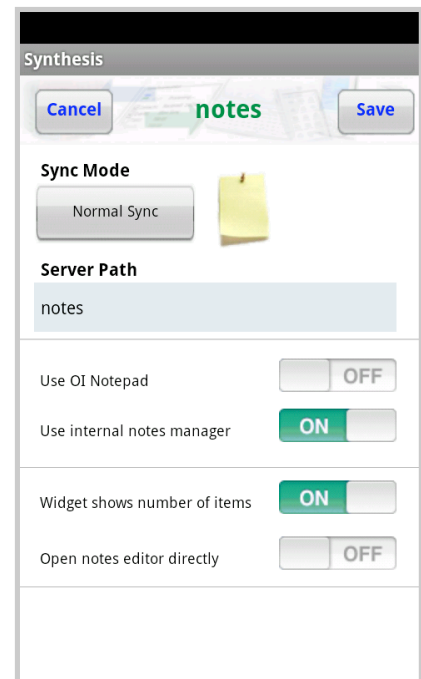 Synthesis
Cancel notes Save
Sync Mode
Normal Sync
Server Path
notes
Use OI Notepad OFF
Use internal notes manager ON
Widget shows number of items ON
Open notes editor directly OFF